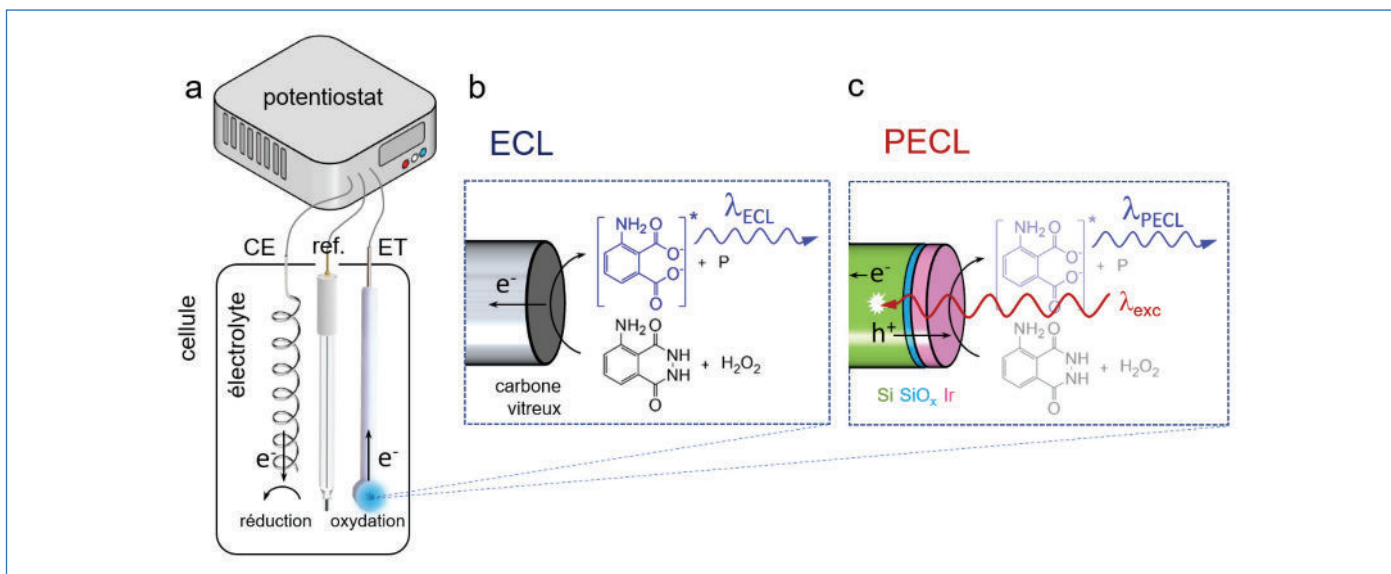 a
potentiostat
CE
ref.
ET
cellule
électrolyte
e-
e-
réduction
oxydation
b
ECL
e-
carbone
vitreux
NH2
O
O-
O-
O
*
+ P
λECL
NH2
O
NH
NH
O
+ H2O2
c
PECL
e-
h+
Si SiOx Ir
NH2
O
O-
O-
O
*
+ P
λPECL
λexc
NH2
O
NH
NH
O
+ H2O2